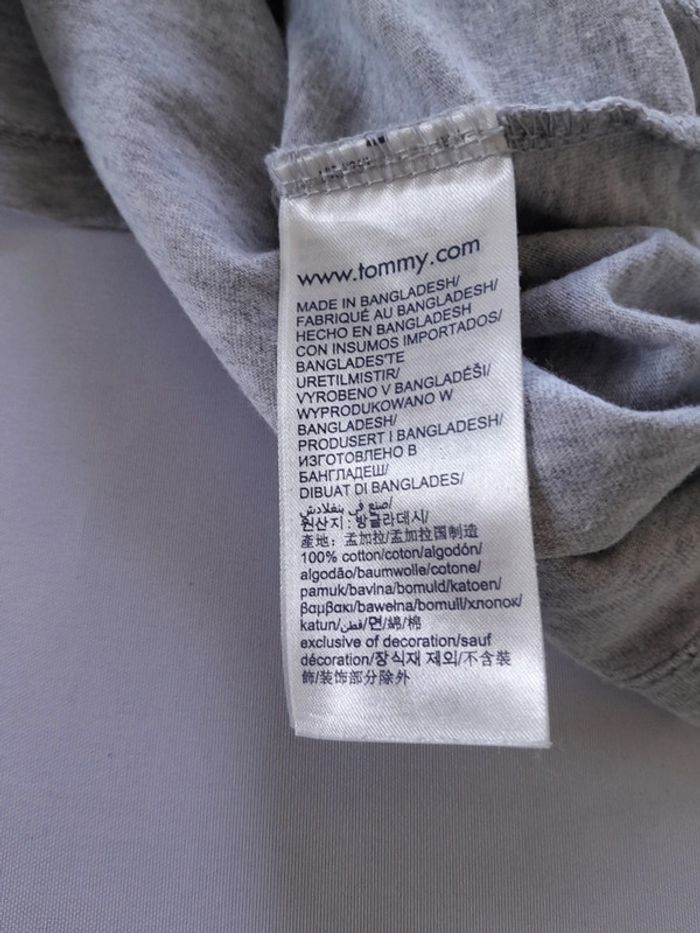 www.tommy.com
MADE IN BANGLADESH/
FABRIQUÉ AU BANGLADESH/
HECHO EN BANGLADESH
CON INSUMOS IMPORTADOS/
BANGLADES'TE
URETILMISTIR/
VYROBENO V BANGLADÉŠI/
WYPRODUKOWANO W
BANGLADESH/
PRODUSERT I BANGLADESH/
ИЗГОТОВЛЕНО В
БАНГЛАДЕШ/
DIBUAT DI BANGLADES/
صنع في بنغلادش/
원산지 : 방글라데시/
產地：孟加拉/孟加拉国制造
100% cotton/coton/algodón/
algodão/baumwolle/cotone/
pamuk/bavlna/bomuld/katoen/
βαμβακι/bawełna/bomull/хлопок/
katun/قطن/면/綿/棉
exclusive of decoration/sauf
décoration/장식재 제외/不含裝
飾/装饰部分除外